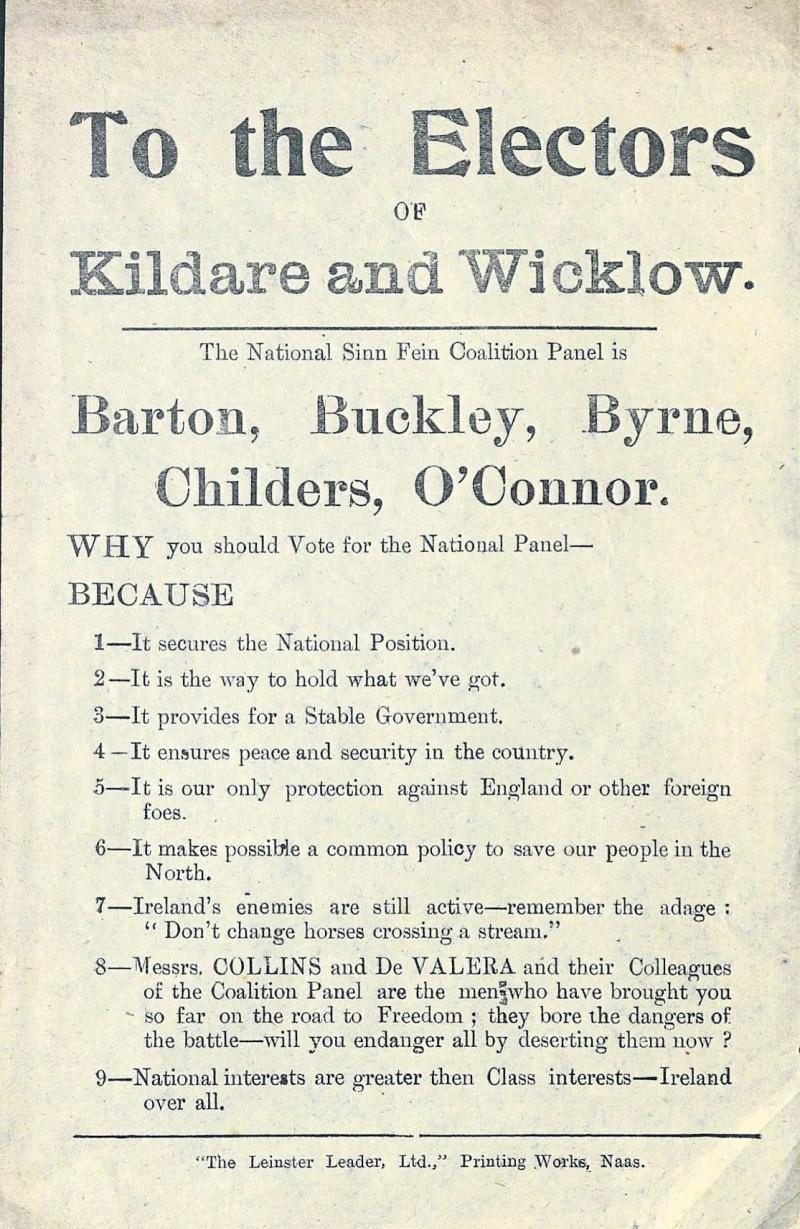 To the Electors
OF
Kildare and Wicklow.
The National Sinn Fein Coalition Panel is
Barton, Buckley, Byrne,
Childers, O'Connor.
WHY you should Vote for the National Panel—
BECAUSE
1—It secures the National Position.
2—It is the way to hold what we've got.
3—It provides for a Stable Government.
4—It ensures peace and security in the country.
5—It is our only protection against England or other foreign
foes.
6—It makes possible a common policy to save our people in the
North.
7—Ireland's enemies are still active—remember the adage :
“ Don't change horses crossing a stream.”
8—Messrs. COLLINS and De VALERA and their Colleagues
of the Coalition Panel are the men who have brought you
so far on the road to Freedom ; they bore the dangers of
the battle—will you endanger all by deserting them now ?
9—National interests are greater then Class interests—Ireland
over all.
“The Leinster Leader, Ltd.,” Printing Works, Naas.